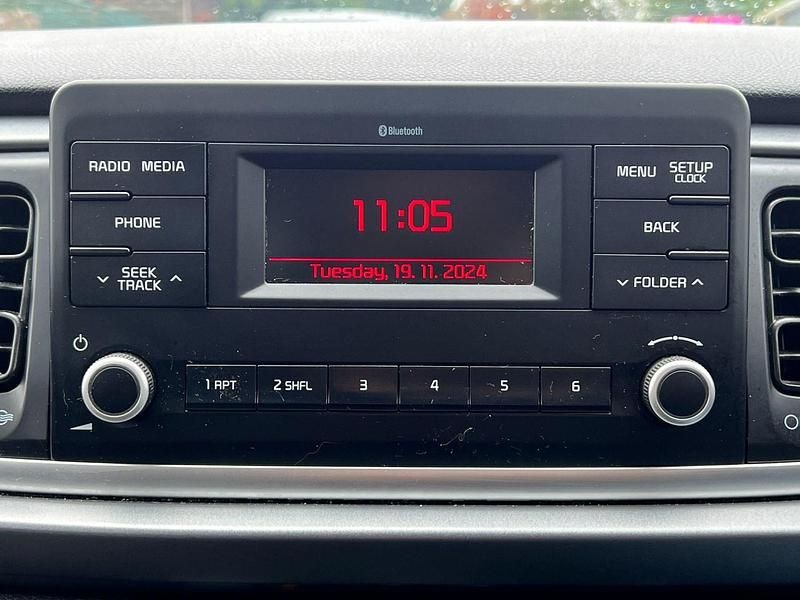 Bluetooth
RADIO MEDIA
PHONE
SEEK
TRACK
11:05
Tuesday, 19. 11. 2024
MENU SETUP
CLOCK
BACK
FOLDER
1 RPT
2 SHFL
3
4
5
6